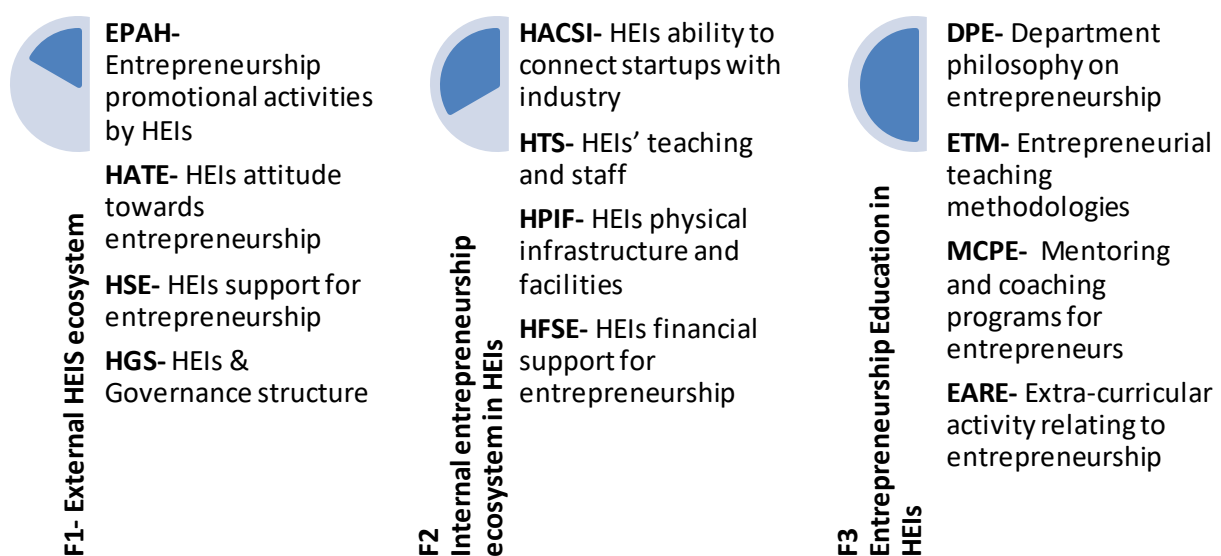 EPAH-
Entrepreneurship
promotional activities
by HEIs
HATE- HEIs attitude
towards
entrepreneurship
HSE- HEIs support for
entrepreneurship
HGS- HEIs &
Governance structure
F1- External HEIS ecosystem
HACSI- HEIs ability to
connect startups with
industry
HTS- HEIs’ teaching
and staff
HPIF- HEIs physical
infrastructure and
facilities
HFSE- HEIs financial
support for
entrepreneurship
F2
Internal entrepreneurship
ecosystem in HEIs
DPE- Department
philosophy on
entrepreneurship
ETM- Entrepreneurial
teaching
methodologies
MCPE- Mentoring
and coaching
programs for
entrepreneurs
EARE- Extra-curricular
activity relating to
entrepreneurship
F3
Entrepreneurship Education in
HEIs